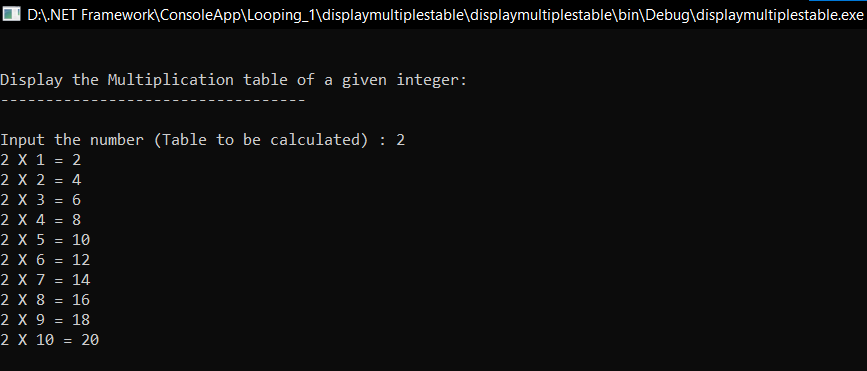 D:\.NET Framework\ConsoleApp\Looping_1\displaymultiplestable\displaymultiplestable\bin\Debug\displaymultiplestable.exe
Display the Multiplication table of a given integer:
----------------------------------
Input the number (Table to be calculated) : 2
2 X 1 = 2
2 X 2 = 4
2 X 3 = 6
2 X 4 = 8
2 X 5 = 10
2 X 6 = 12
2 X 7 = 14
2 X 8 = 16
2 X 9 = 18
2 X 10 = 20